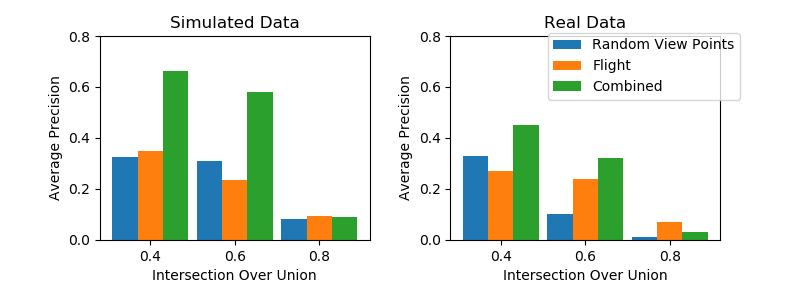 Simulated Data
Average Precision
0.8
0.6
0.4
0.2
0.0
0.4 0.6 0.8
Intersection Over Union
Real Data
Average Precision
0.8
0.6
0.4
0.2
0.0
Random View Points
Flight
Combined
0.4 0.6 0.8
Intersection Over Union